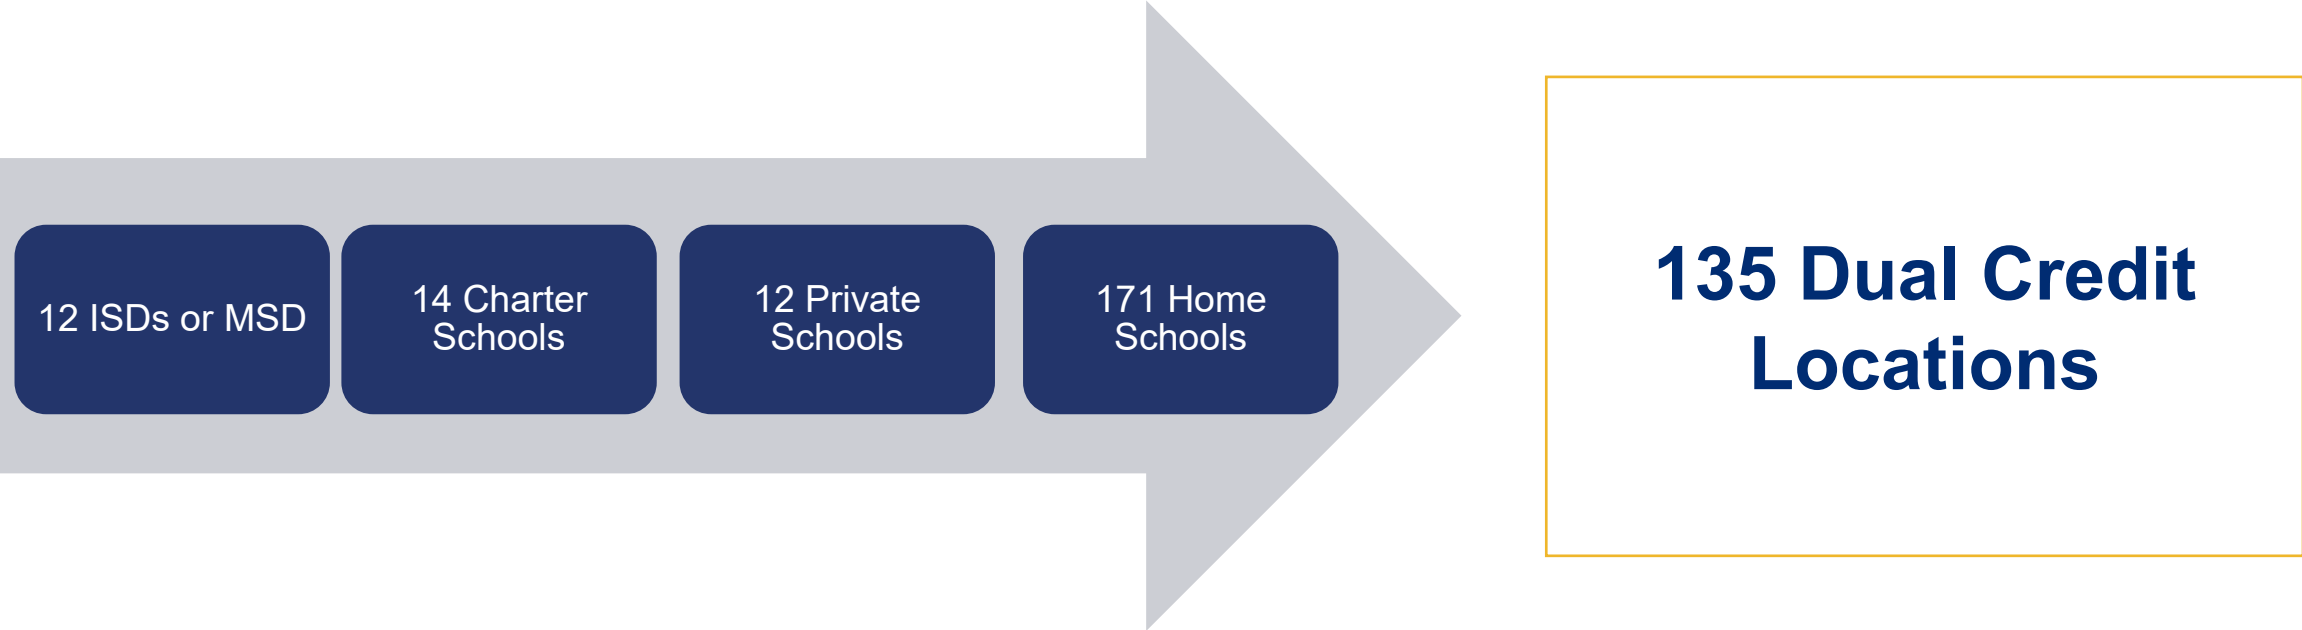 12 ISDs or MSD
14 Charter
Schools
12 Private
Schools
171 Home
Schools
135 Dual Credit
Locations